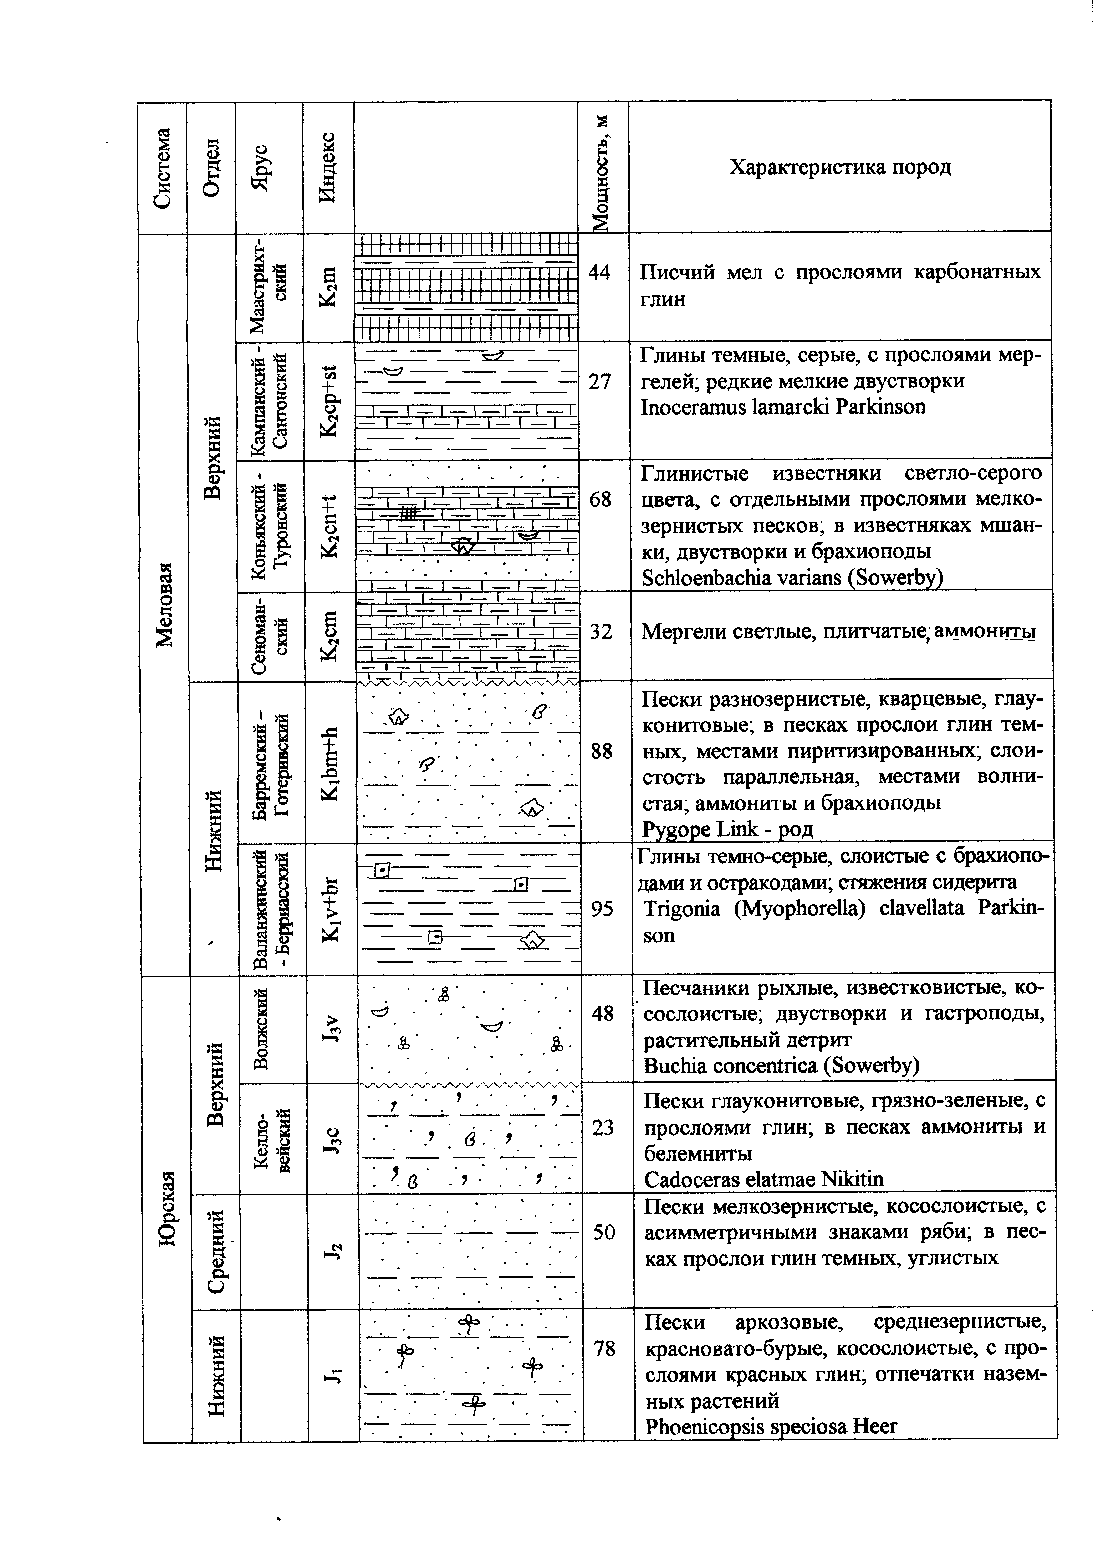 Система
Отдел
Ярус
Индекс
Мощность, м
Характеристика пород
Меловая
Верхний
Маастрихт-
ский
K₂m
44
Писчий мел с прослоями карбонатных
глин
Кампанский -
Сантонский
K₂cp+st
27
Глины темные, серые, с прослоями мер-
гелей; редкие мелкие двустворки
Inoceramus lamarcki Parkinson
Коньякский -
Туронский
K₂cn+t
68
Глинистые известняки светло-серого
цвета, с отдельными прослоями мелко-
зернистых песков; в известняках мшан-
ки, двустворки и брахиоподы
Schloenbachia varians (Sowerby)
Сеноман-
ский
K₂cm
32
Мергели светлые, плитчатые; аммониты
Нижний
Барремский –
Готеривский
K₁bm+h
88
Пески разнозернистые, кварцевые, глау-
конитовые; в песках прослои глин тем-
ных, местами пиритизированных; слои-
стость параллельная, местами волни-
стая; аммониты и брахиоподы
Pygope Link - род
Валанжинский
- Берриасский
K₁v+br
95
Глины темно-серые, слоистые с брахиопо-
дами и остракодами; стяжения сидерита
Trigonia (Myophorella) clavellata Parkin-
son
Юрская
Верхний
Волжский
J₃v
48
Песчаники рыхлые, известковистые, ко-
сослоистые; двустворки и гастроподы,
растительный детрит
Buchia concentrica (Sowerby)
Келло-
вейский
J₃c
23
Пески глауконитовые, грязно-зеленые, с
прослоями глин; в песках аммониты и
белемниты
Cadoceras elatmae Nikitin
Средний
J₂
50
Пески мелкозернистые, косослоистые, с
асимметричными знаками ряби; в пес-
ках прослои глин темных, углистых
Нижний
J₁
78
Пески аркозовые, среднезернистые,
красновато-бурые, косослоистые, с про-
слоями красных глин; отпечатки назем-
ных растений
Phoenicopsis speciosa Heer